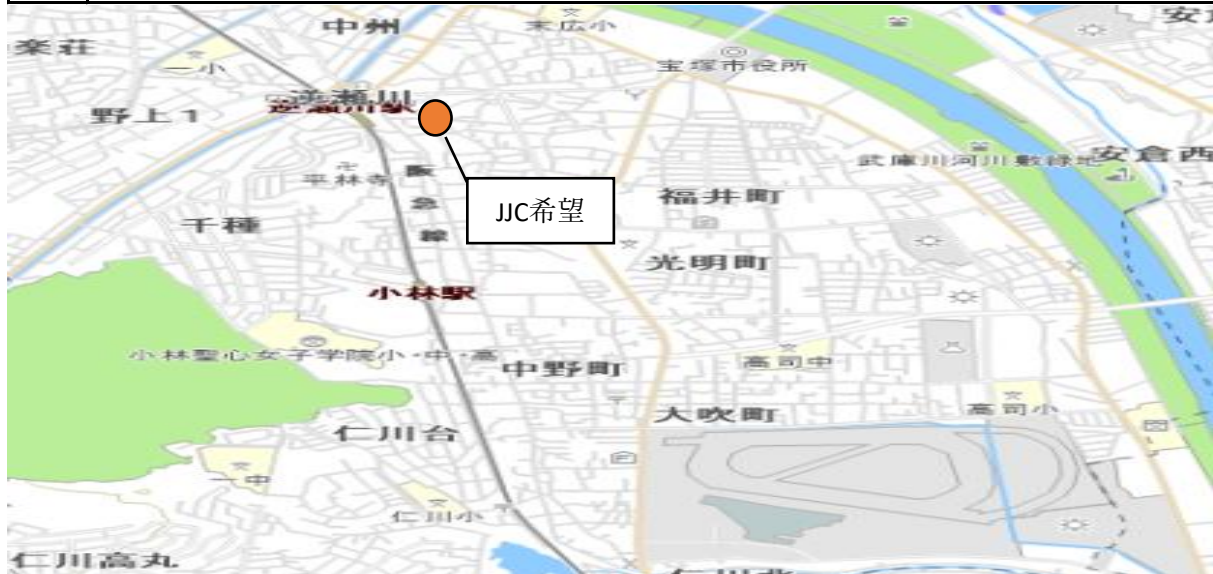 中州
末広小
安
楽荘
一小
宝塚市役所
逆瀬川
逆瀬川駅
野上1
武庫川河川敷緑地
安倉西
平林寺
阪急線
JJC希望
福井町
千種
光明町
小林駅
小林聖心女子学院小・中・高
中野町
高司中
大吹町
高司小
仁川台
一中
仁川小
仁川高丸
仁川北